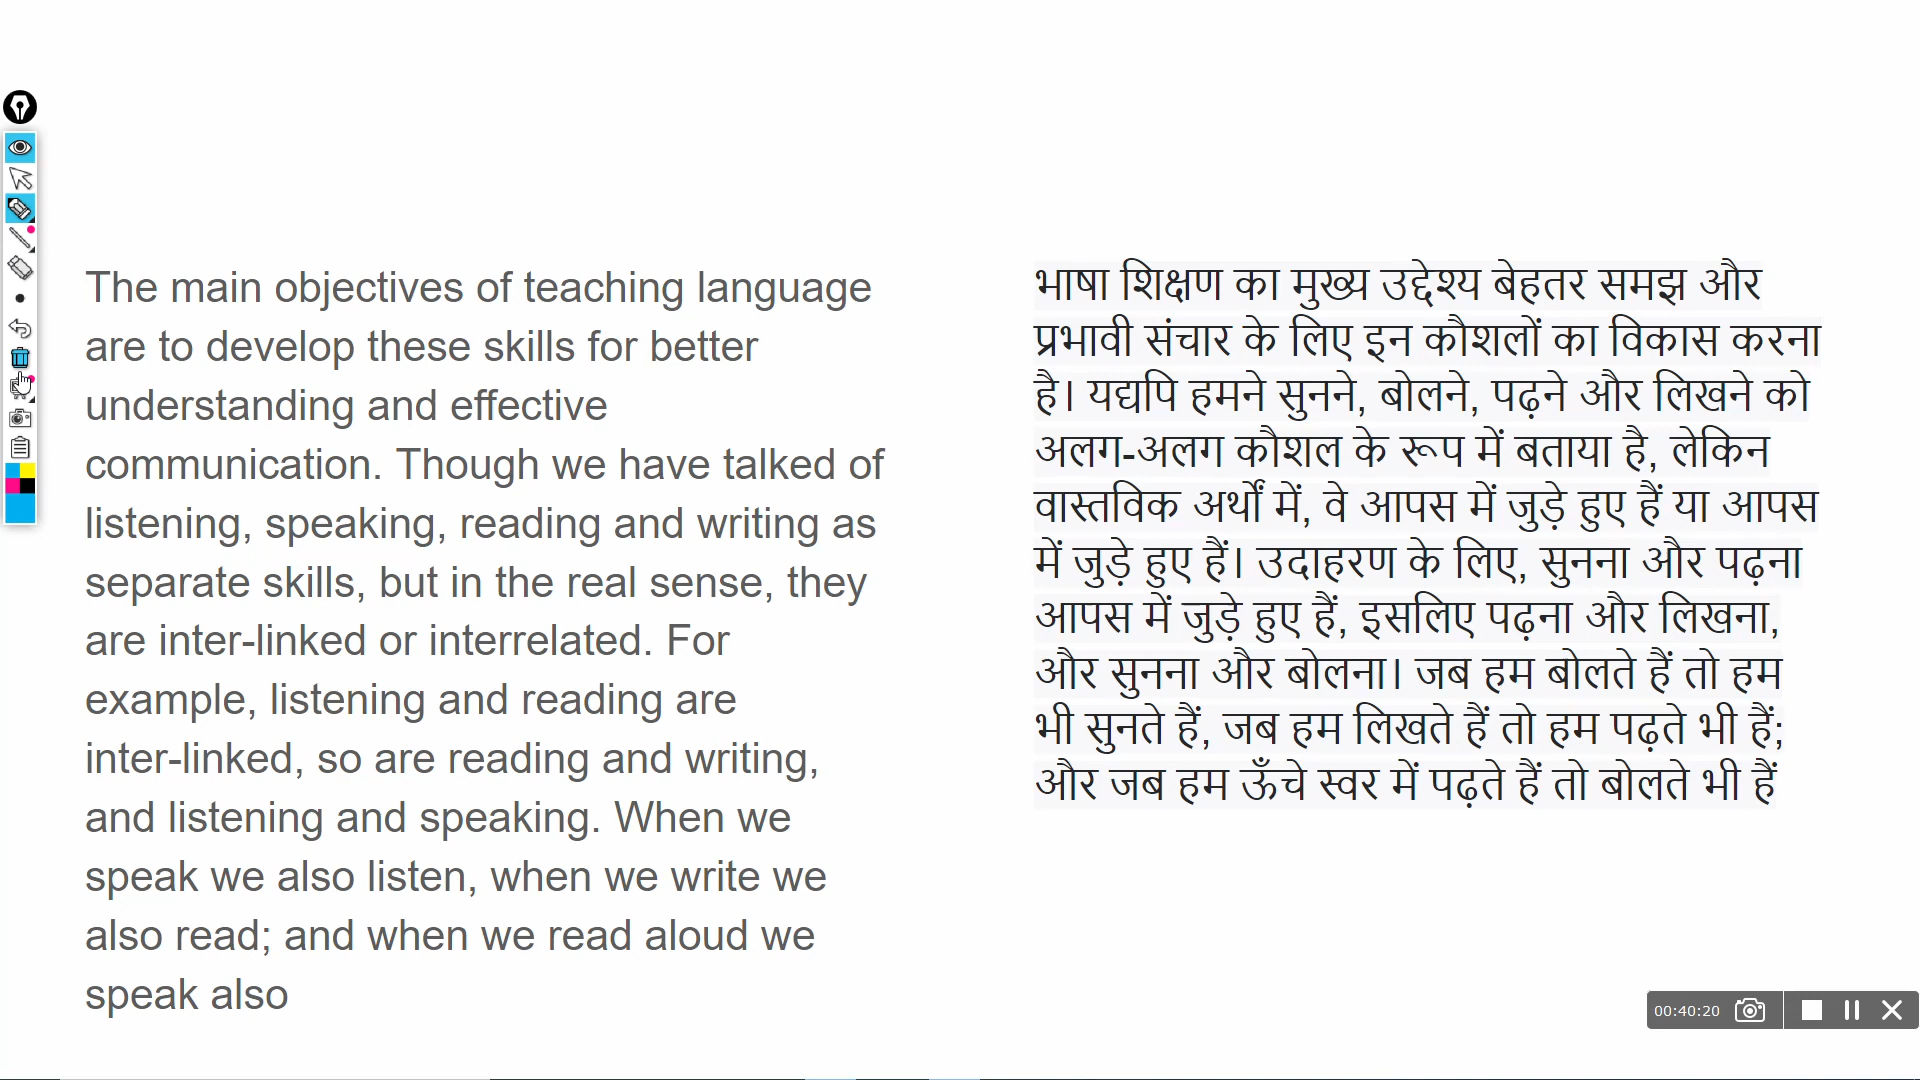 The main objectives of teaching language
are to develop these skills for better
understanding and effective
communication. Though we have talked of
listening, speaking, reading and writing as
separate skills, but in the real sense, they
are inter-linked or interrelated. For
example, listening and reading are
inter-linked, so are reading and writing,
and listening and speaking. When we
speak we also listen, when we write we
also read; and when we read aloud we
speak also
भाषा शिक्षण का मुख्य उद्देश्य बेहतर समझ और
प्रभावी संचार के लिए इन कौशलों का विकास करना
है। यद्यपि हमने सुनने, बोलने, पढ़ने और लिखने को
अलग-अलग कौशल के रूप में बताया है, लेकिन
वास्तविक अर्थों में, वे आपस में जुड़े हुए हैं या आपस
में जुड़े हुए हैं। उदाहरण के लिए, सुनना और पढ़ना
आपस में जुड़े हुए हैं, इसलिए पढ़ना और लिखना,
और सुनना और बोलना। जब हम बोलते हैं तो हम
भी सुनते हैं, जब हम लिखते हैं तो हम पढ़ते भी हैं;
और जब हम ऊँचे स्वर में पढ़ते हैं तो बोलते भी हैं
00:40:20